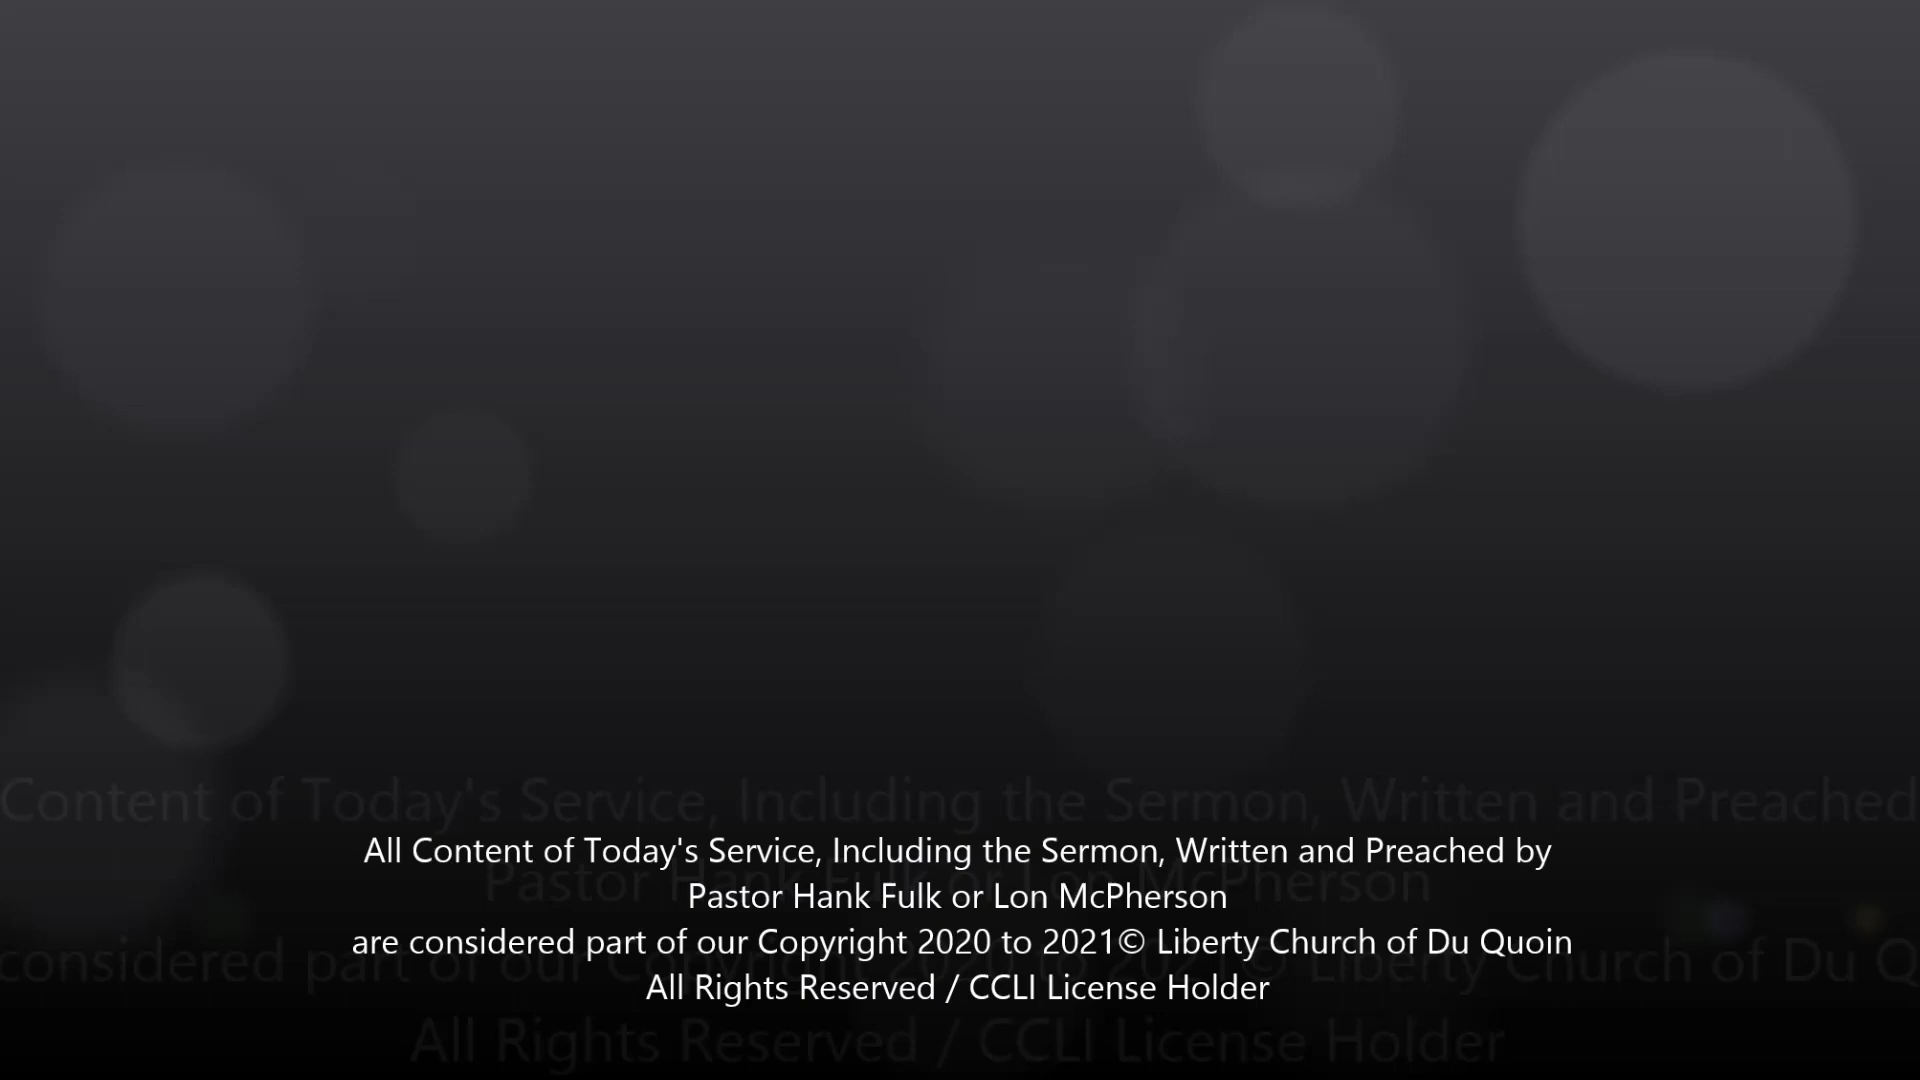 All Content of Today's Service, Including the Sermon, Written and Preached by
Pastor Hank Fulk or Lon McPherson
are considered part of our Copyright 2020 to 2021© Liberty Church of Du Quoin
All Rights Reserved / CCLI License Holder